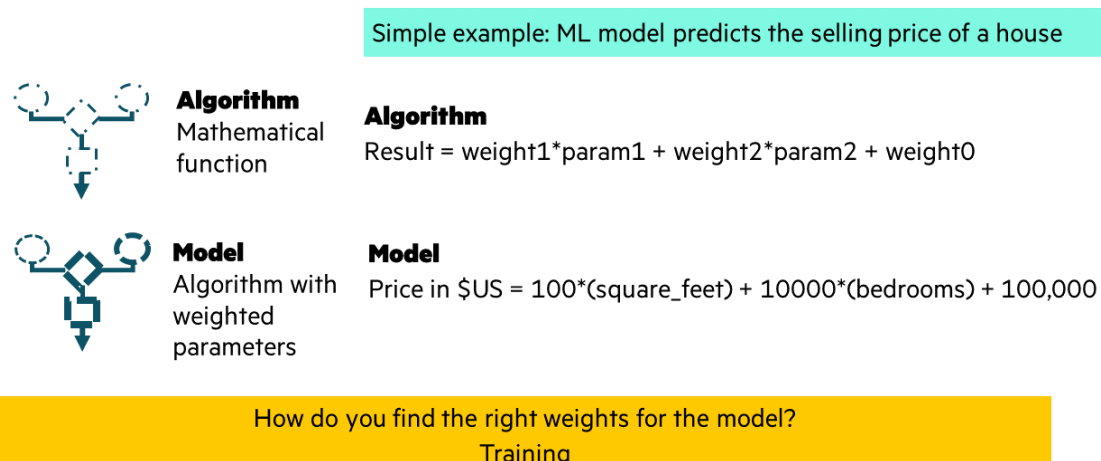 Simple example: ML model predicts the selling price of a house
Algorithm
Mathematical
function
Algorithm
Result = weight1*param1 + weight2*param2 + weight0
Model
Algorithm with
weighted
parameters
Model
Price in $US = 100*(square_feet) + 10000*(bedrooms) + 100,000
How do you find the right weights for the model?
Training